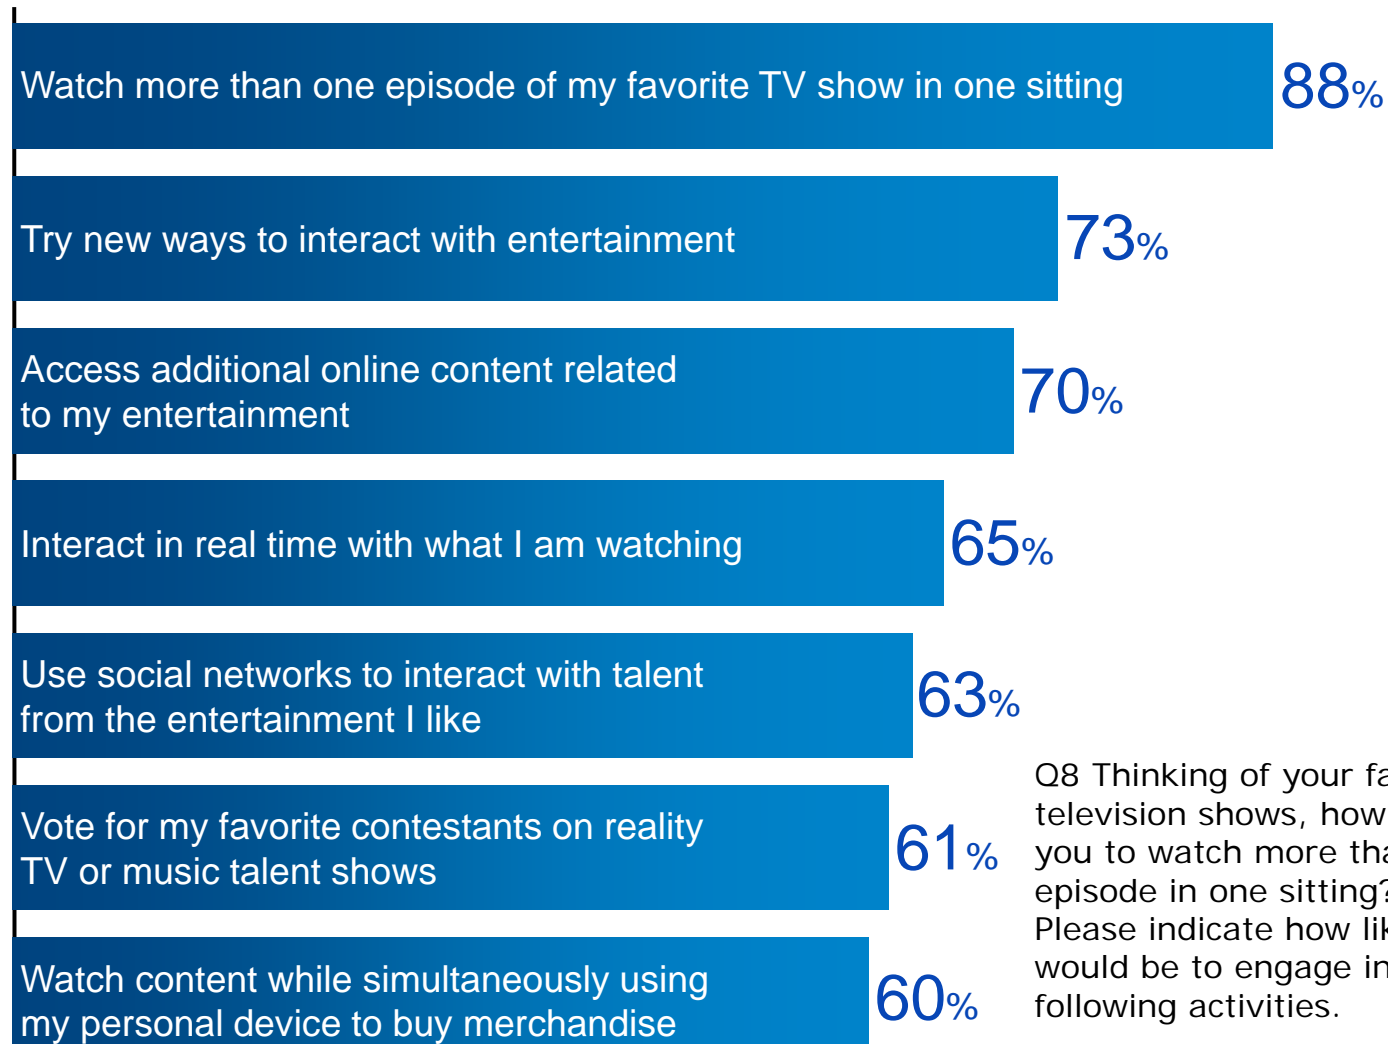 Watch more than one episode of my favorite TV show in one sitting
88%
Try new ways to interact with entertainment
73%
Access additional online content related
to my entertainment
70%
Interact in real time with what I am watching
65%
Use social networks to interact with talent
from the entertainment I like
63%
Vote for my favorite contestants on reality
TV or music talent shows
61%
Watch content while simultaneously using
my personal device to buy merchandise
60%
Q8 Thinking of your
television shows, how
you to watch more
episode in one sitting?
Please indicate how
would be to engage in
following activities.